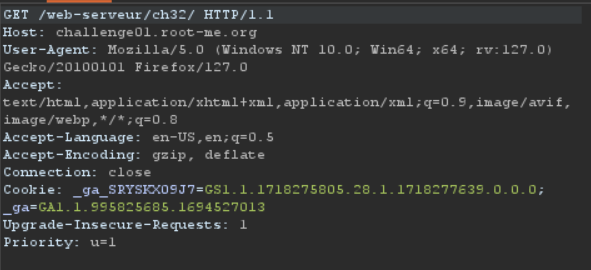 GET /web-serveur/ch32/ HTTP/1.1
Host: challenge01.root-me.org
User-Agent: Mozilla/5.0 (Windows NT 10.0; Win64; x64; rv:127.0)
Gecko/20100101 Firefox/127.0
Accept:
text/html,application/xhtml+xml,application/xml;q=0.9,image/avif,
image/webp,*/*;q=0.8
Accept-Language: en-US,en;q=0.5
Accept-Encoding: gzip, deflate
Connection: close
Cookie: _ga_SRYSKX09J7=GS1.1.1718275805.28.1.1718277639.0.0.0;
_ga=GA1.1.995825685.1694527013
Upgrade-Insecure-Requests: 1
Priority: u=1